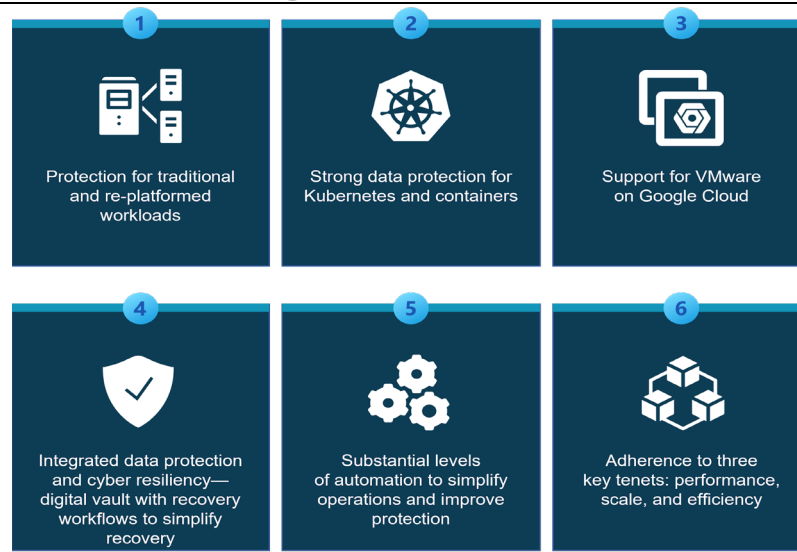 1
Protection for traditional
and re-platformed
workloads
2
Strong data protection for
Kubernetes and containers
3
Support for VMware
on Google Cloud
4
Integrated data protection
and cyber resiliency—
digital vault with recovery
workflows to simplify
recovery
5
Substantial levels
of automation to simplify
operations and improve
protection
6
Adherence to three
key tenets: performance,
scale, and efficiency